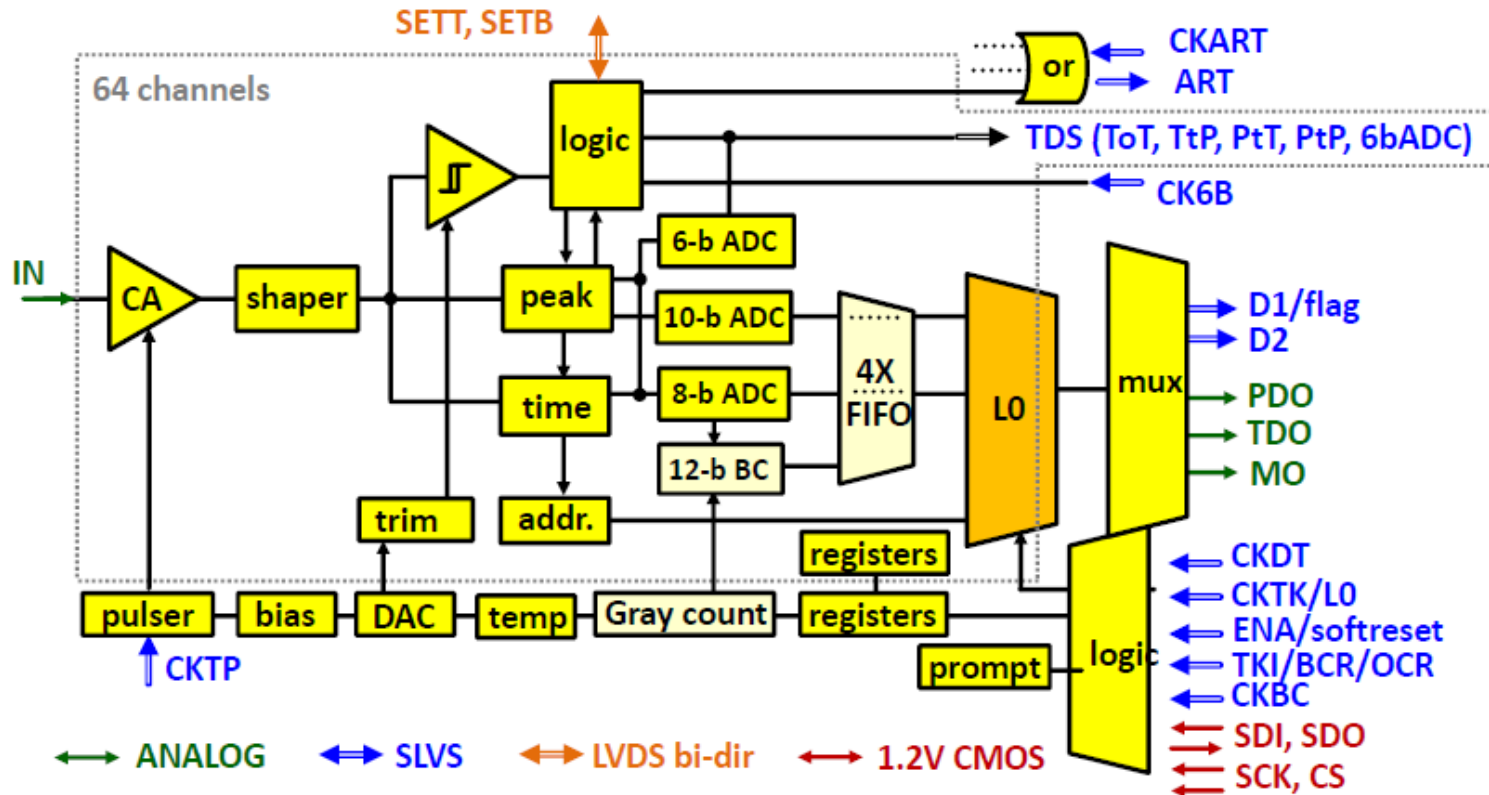 SETT, SETB
CKART
or
ART
64 channels
logic
TDS (ToT, TtP, PtT, PtP, 6bADC)
CK6B
6-b ADC
IN
CA
shaper
peak
10-b ADC
D1/flag
D2
4X
FIFO
mux
8-b ADC
PDO
time
L0
TDO
12-b BC
MO
trim
addr.
registers
CKDT
CKTK/L0
pulser
bias
DAC
temp
Gray count
registers
ENA/softreset
logic
TKI/BCR/OCR
prompt
CKTP
CKBC
SDI, SDO
SCK, CS
ANALOG
SLVS
LVDS bi-dir
1.2V CMOS